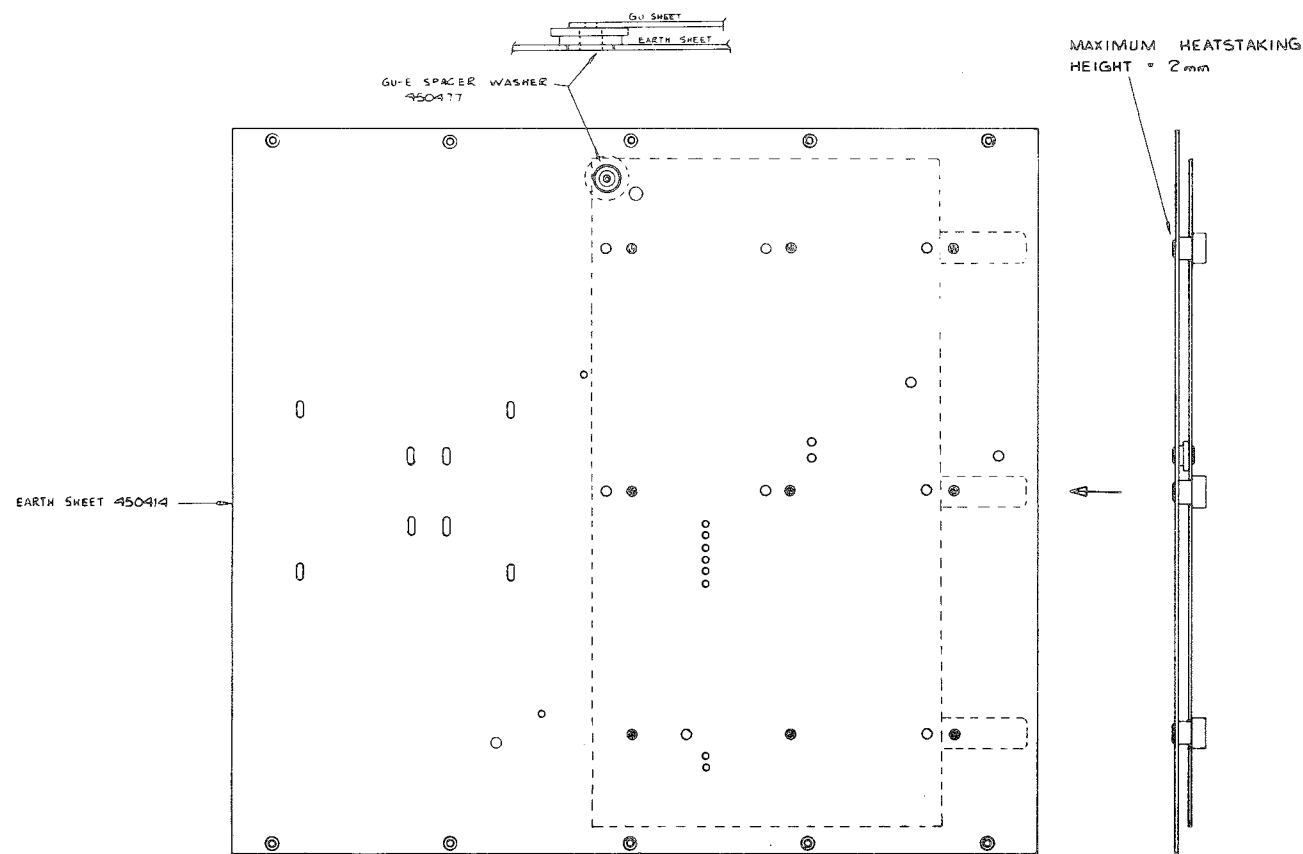 GU SHEET
EARTH SHEET
GU-E SPACER WASHER
450477
MAXIMUM HEATSTAKING
HEIGHT = 2mm
EARTH SHEET 450414